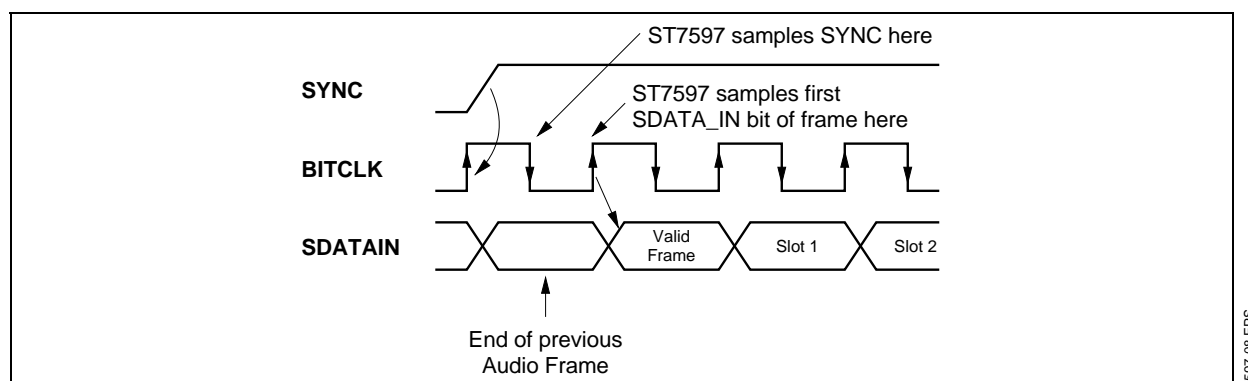 ST7597 samples SYNC here
SYNC
ST7597 samples first
SDATA_IN bit of frame here
BITCLK
SDATAIN
Valid
Frame
Slot 1
Slot 2
End of previous
Audio Frame